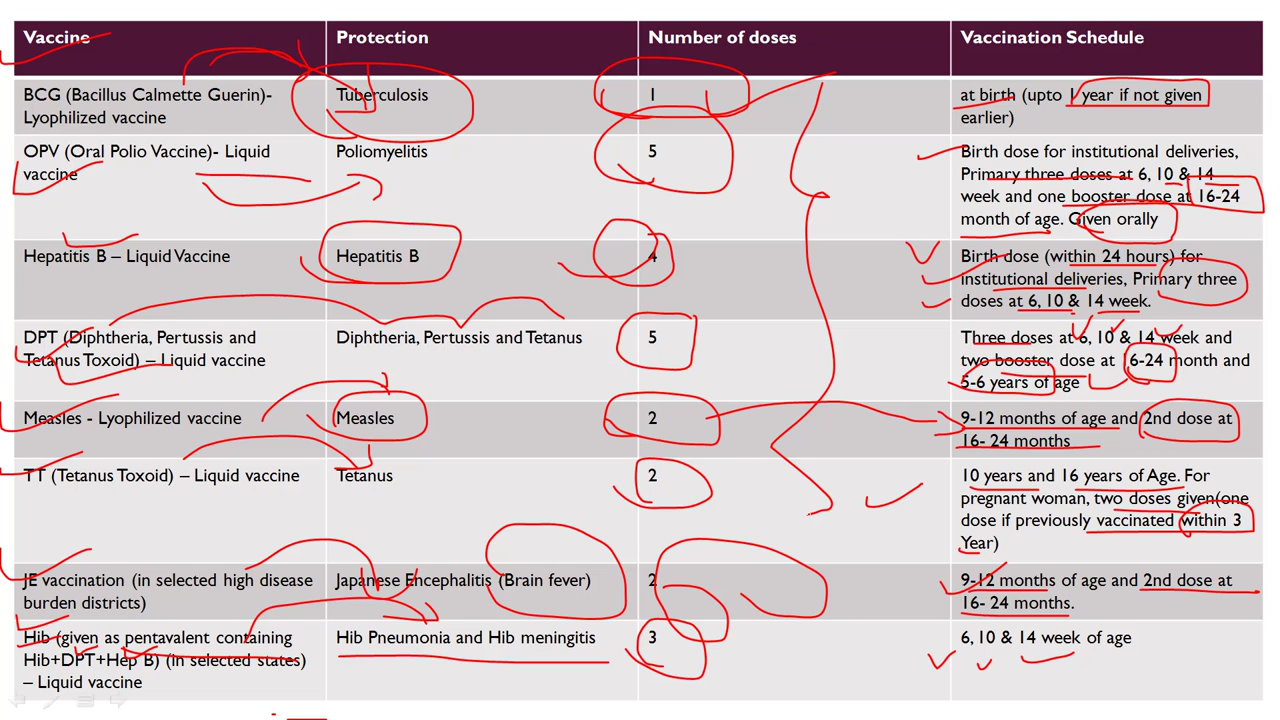 Vaccine Protection Number of doses Vaccination Schedule
BCG (Bacillus Calmette Guerin)- Tuberculosis 1 at birth (upto 1 year if not given
Lyophilized vaccine earlier)
OPV (Oral Polio Vaccine)- Liquid Poliomyelitis 5 Birth dose for institutional deliveries,
vaccine Primary three doses at 6, 10 & 14
week and one booster dose at 16-24
month of age. Given orally
Hepatitis B – Liquid Vaccine Hepatitis B 4 Birth dose (within 24 hours) for
institutional deliveries, Primary three
doses at 6, 10 & 14 week.
DPT (Diphtheria, Pertussis and Diphtheria, Pertussis and Tetanus 5 Three doses at 6, 10 & 14 week and
Tetanus Toxoid) – Liquid vaccine two booster dose at 16-24 month and
5-6 years of age
Measles - Lyophilized vaccine Measles 2 9-12 months of age and 2nd dose at
16- 24 months
TT (Tetanus Toxoid) – Liquid vaccine Tetanus 2 10 years and 16 years of Age. For
pregnant woman, two doses given(one
dose if previously vaccinated within 3
Year)
JE vaccination (in selected high disease Japanese Encephalitis (Brain fever) 2 9-12 months of age and 2nd dose at
burden districts) 16- 24 months.
Hib (given as pentavalent containing Hib Pneumonia and Hib meningitis 3 6, 10 & 14 week of age
Hib+DPT+Hep B) (in selected states)
– Liquid vaccine